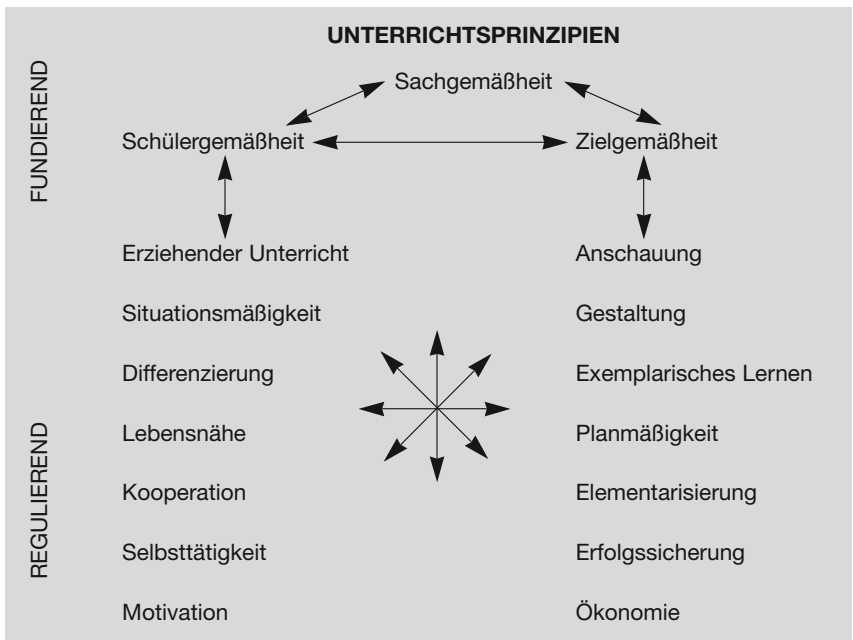 UNTERRICHTSPRINZIPIEN
FUNDIEREND
Sachgemäßheit
Schülergemäßheit
Zielgemäßheit
REGULIEREND
Erziehender Unterricht
Anschauung
Situationsmäßigkeit
Gestaltung
Differenzierung
Exemplarisches Lernen
Lebensnähe
Planmäßigkeit
Kooperation
Elementarisierung
Selbsttätigkeit
Erfolgssicherung
Motivation
Ökonomie